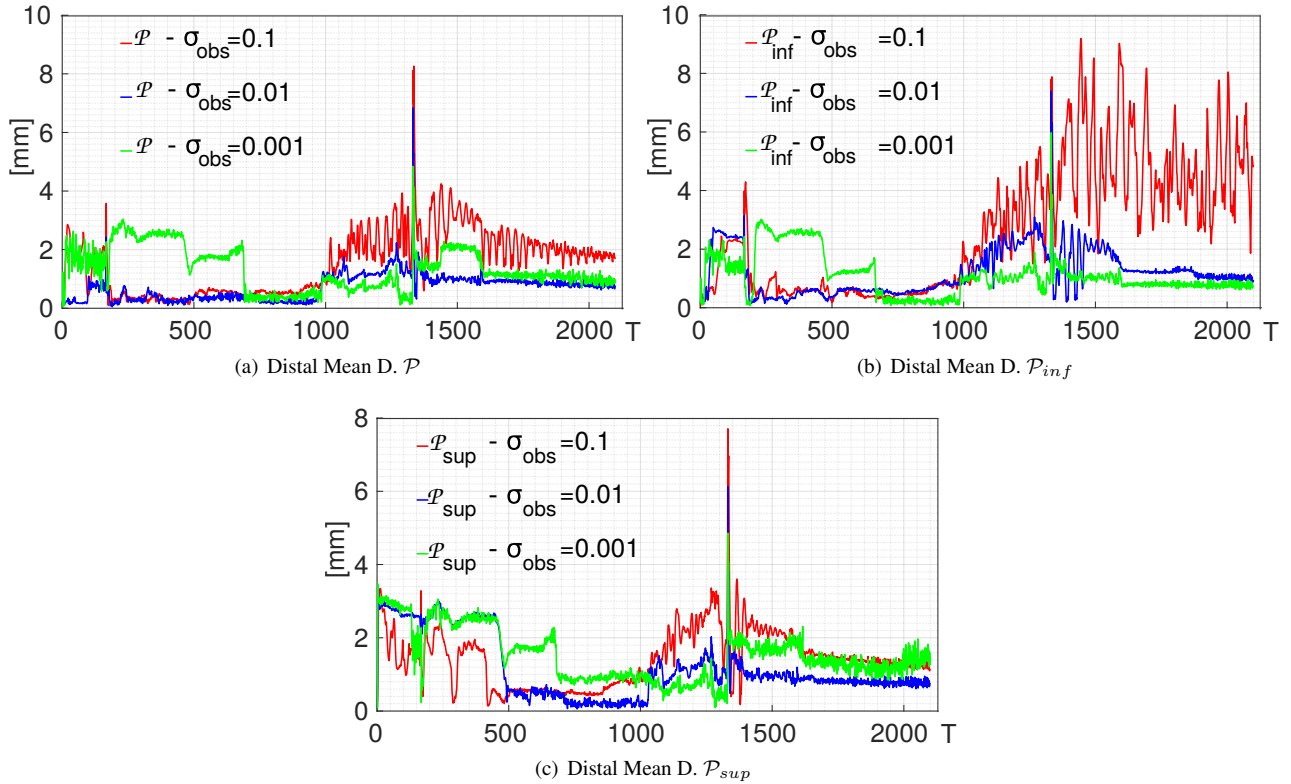 10
8
6
4
2
0
[mm]
𝒫 - σobs=0.1
𝒫 - σobs=0.01
𝒫 - σobs=0.001
0 500 1000 1500 2000 T
(a) Distal Mean D. 𝒫
10
8
6
4
2
0
[mm]
𝒫inf - σobs =0.1
𝒫inf - σobs =0.01
𝒫inf - σobs =0.001
0 500 1000 1500 2000 T
(b) Distal Mean D. 𝒫inf
8
6
4
2
0
[mm]
𝒫sup - σobs=0.1
𝒫sup - σobs=0.01
𝒫sup - σobs=0.001
0 500 1000 1500 2000 T
(c) Distal Mean D. 𝒫sup